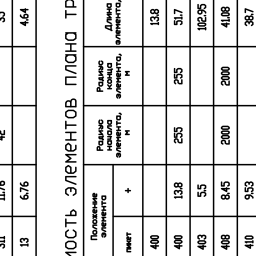 11.76 42
13 6.76 4.64
мость элементов плана тр
Положение
элемента
пикет +
Радиус
начала
элемента,
м
Радиус
конца
элемента,
м
Длина
элемента,
400 13.8
400 13.8 255 255 51.7
403 5.5 102.95
408 8.45 2000 2000 41.08
410 9.53 38.7